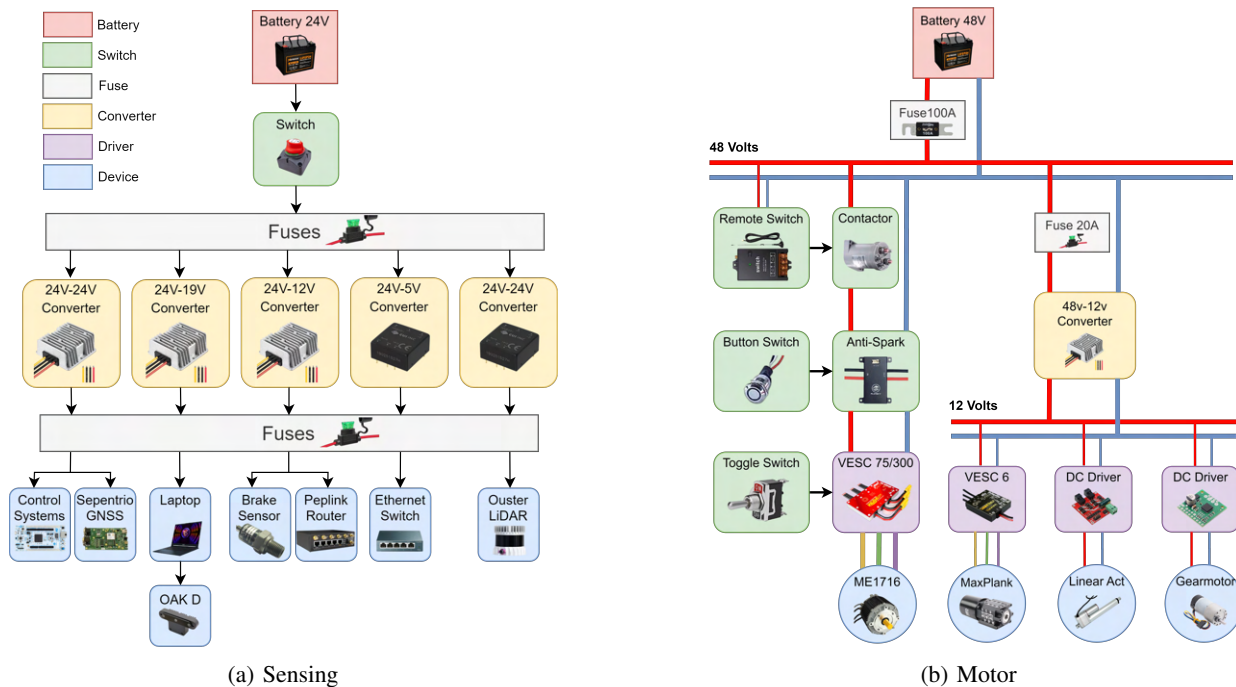 Battery
Switch
Fuse
Converter
Driver
Device
Battery 24V
Switch
Fuses
24V-24V
Converter
24V-19V
Converter
24V-12V
Converter
24V-5V
Converter
24V-24V
Converter
Fuses
Control
Systems
Sepentrio
GNSS
Laptop
Brake
Sensor
Peplink
Router
Ethernet
Switch
Ouster
LiDAR
OAK D
(a) Sensing
Battery 48V
Fuse100A
48 Volts
Remote Switch
Contactor
Fuse 20A
48v-12v
Converter
Button Switch
Anti-Spark
12 Volts
Toggle Switch
VESC 75/300
VESC 6
DC Driver
DC Driver
ME1716
MaxPlank
Linear Act
Gearmotor
(b) Motor